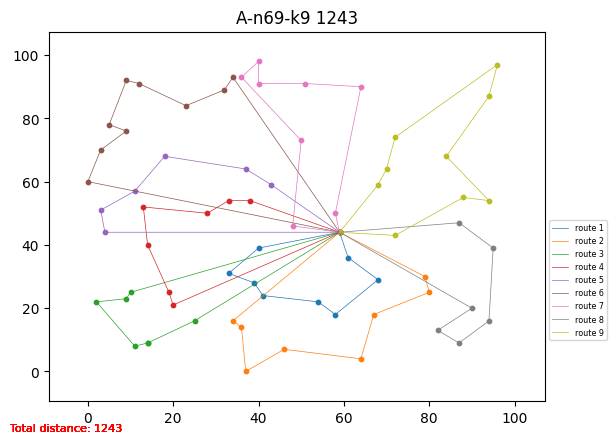 A-n69-k9 1243
100
80
60
40
20
0
0 20 40 60 80 100
route 1
route 2
route 3
route 4
route 5
route 6
route 7
route 8
route 9
Total distance: 1243